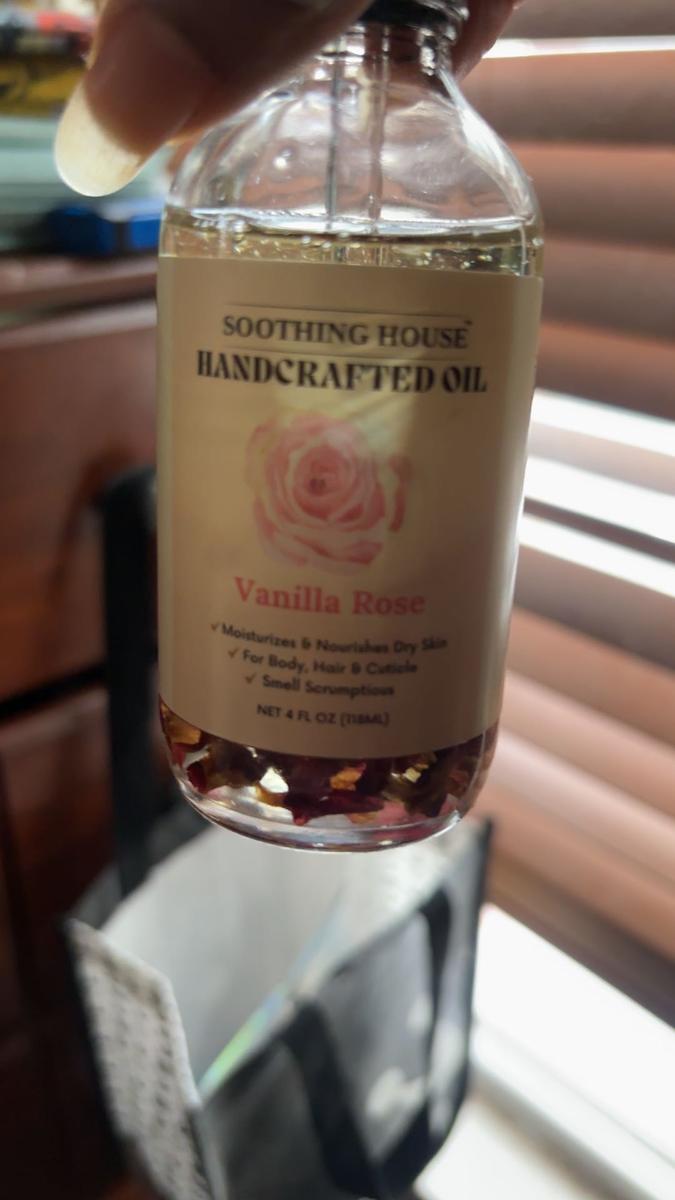 SOOTHING HOUSE™
HANDCRAFTED OIL
Vanilla Rose
✓ Moisturizes & Nourishes Dry Skin
✓ For Body, Hair & Cuticle
✓ Smell Scrumptious
NET 4 FL OZ (118ML)